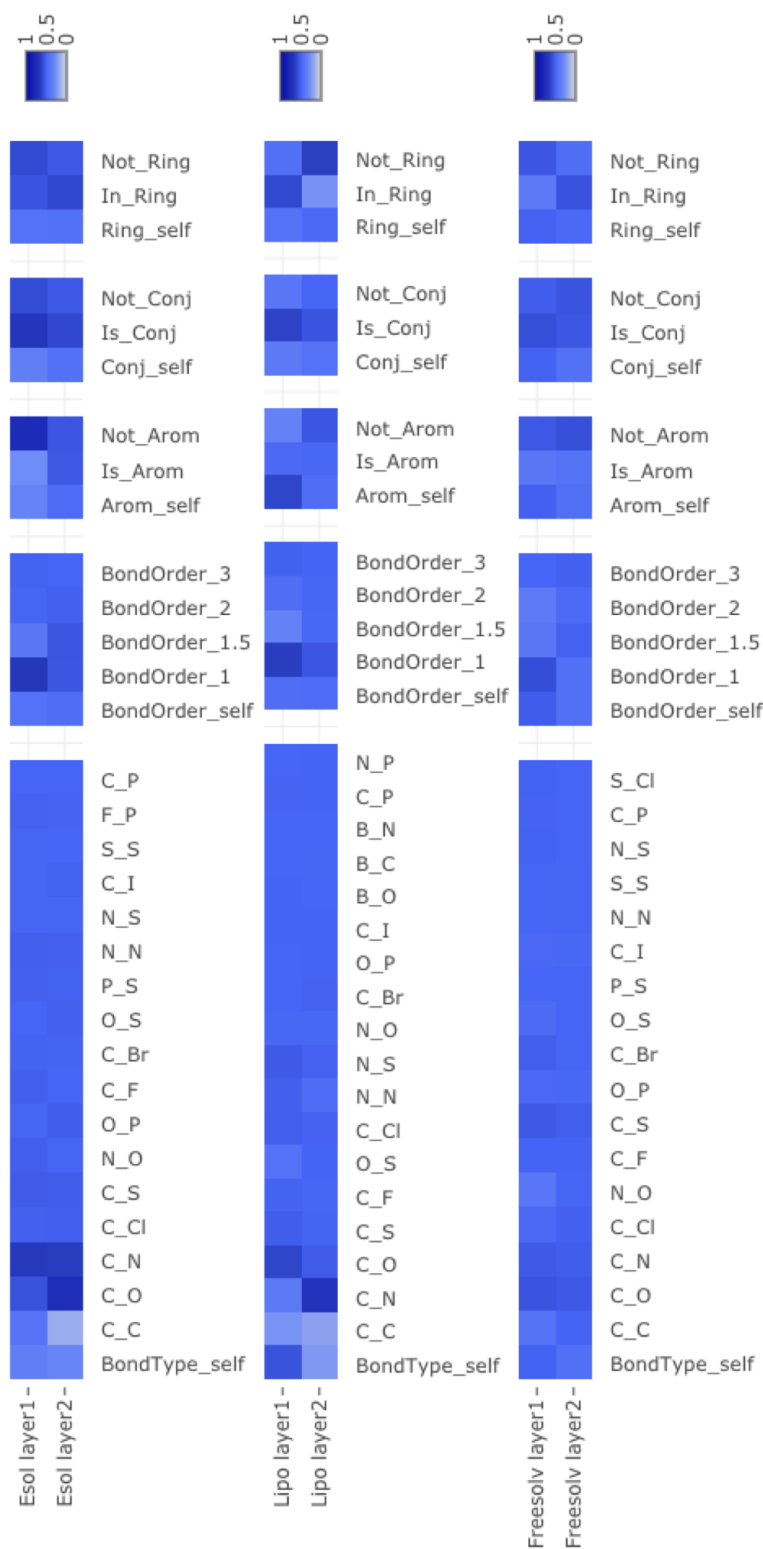 1
0.5
0
Not_Ring
In_Ring
Ring_self
Not_Conj
Is_Conj
Conj_self
Not_Arom
Is_Arom
Arom_self
BondOrder_3
BondOrder_2
BondOrder_1.5
BondOrder_1
BondOrder_self
C_P
F_P
S_S
C_I
N_S
N_N
P_S
O_S
C_Br
C_F
O_P
N_O
C_S
C_Cl
C_N
C_O
C_C
BondType_self
Esol layer1
Esol layer2
1
0.5
0
Not_Ring
In_Ring
Ring_self
Not_Conj
Is_Conj
Conj_self
Not_Arom
Is_Arom
Arom_self
BondOrder_3
BondOrder_2
BondOrder_1.5
BondOrder_1
BondOrder_self
N_P
C_P
B_N
B_C
B_O
C_I
O_P
C_Br
N_O
N_S
N_N
C_Cl
O_S
C_F
C_S
C_O
C_N
C_C
BondType_self
Lipo layer1
Lipo layer2
1
0.5
0
Not_Ring
In_Ring
Ring_self
Not_Conj
Is_Conj
Conj_self
Not_Arom
Is_Arom
Arom_self
BondOrder_3
BondOrder_2
BondOrder_1.5
BondOrder_1
BondOrder_self
S_Cl
C_P
N_S
S_S
N_N
C_I
P_S
O_S
C_Br
O_P
C_S
C_F
N_O
C_Cl
C_N
C_O
C_C
BondType_self
Freesolv layer1
Freesolv layer2